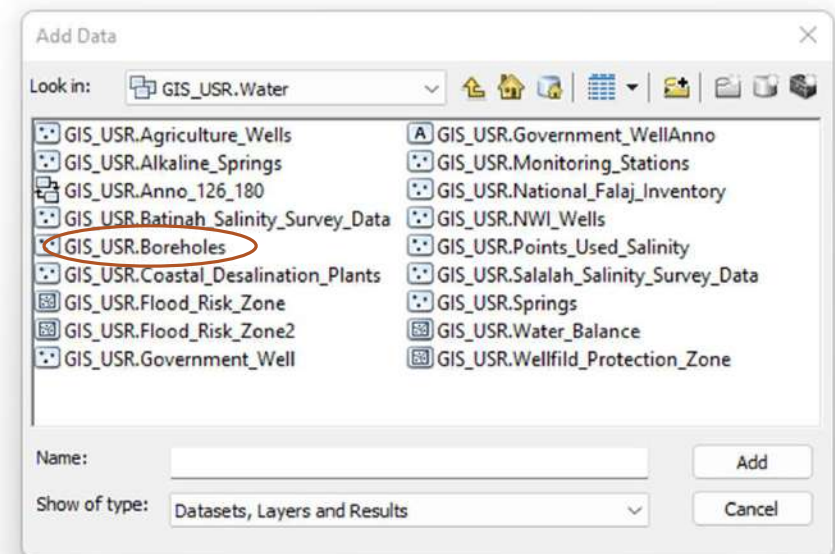 Add Data
Look in: GIS_USR.Water
GIS_USR.Agriculture_Wells
GIS_USR.Alkaline_Springs
GIS_USR.Anno_126_180
GIS_USR.Batinah_Salinity_Survey_Data
GIS_USR.Boreholes
GIS_USR.Coastal_Desalination_Plants
GIS_USR.Flood_Risk_Zone
GIS_USR.Flood_Risk_Zone2
GIS_USR.Government_Well
A GIS_USR.Government_WellAnno
GIS_USR.Monitoring_Stations
GIS_USR.National_Falaj_Inventory
GIS_USR.NWI_Wells
GIS_USR.Points_Used_Salinity
GIS_USR.Salalah_Salinity_Survey_Data
GIS_USR.Springs
GIS_USR.Water_Balance
GIS_USR.Wellfild_Protection_Zone
Name:
Add
Show of type: Datasets, Layers and Results
Cancel